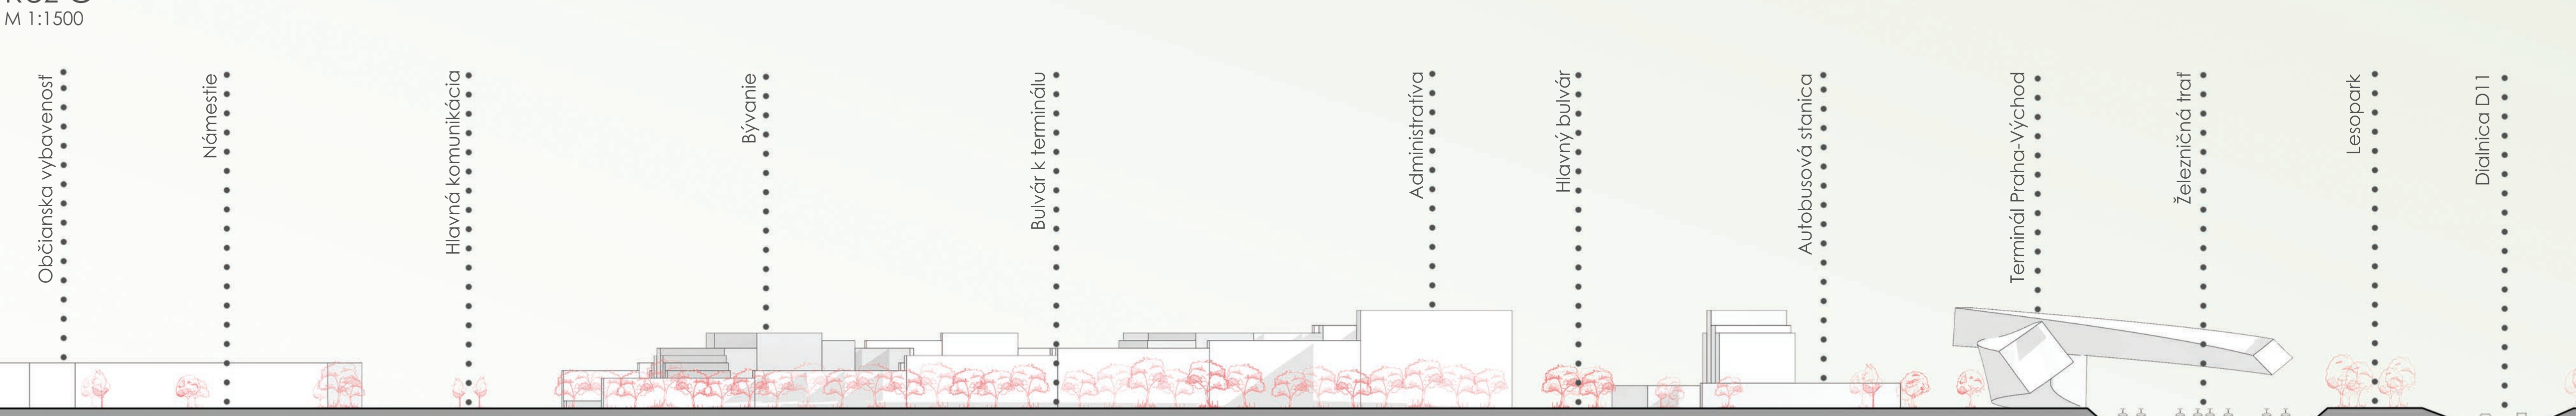 M 1:1500
Občianska vybavenosť
Námestie
Hlavná komunikácia
Bývanie
Bulvár k terminálu
Administratíva
Hlavný bulvár
Autobusová stanica
Terminál Praha-Východ
Železničná trať
Lesopark
Dialnica D11